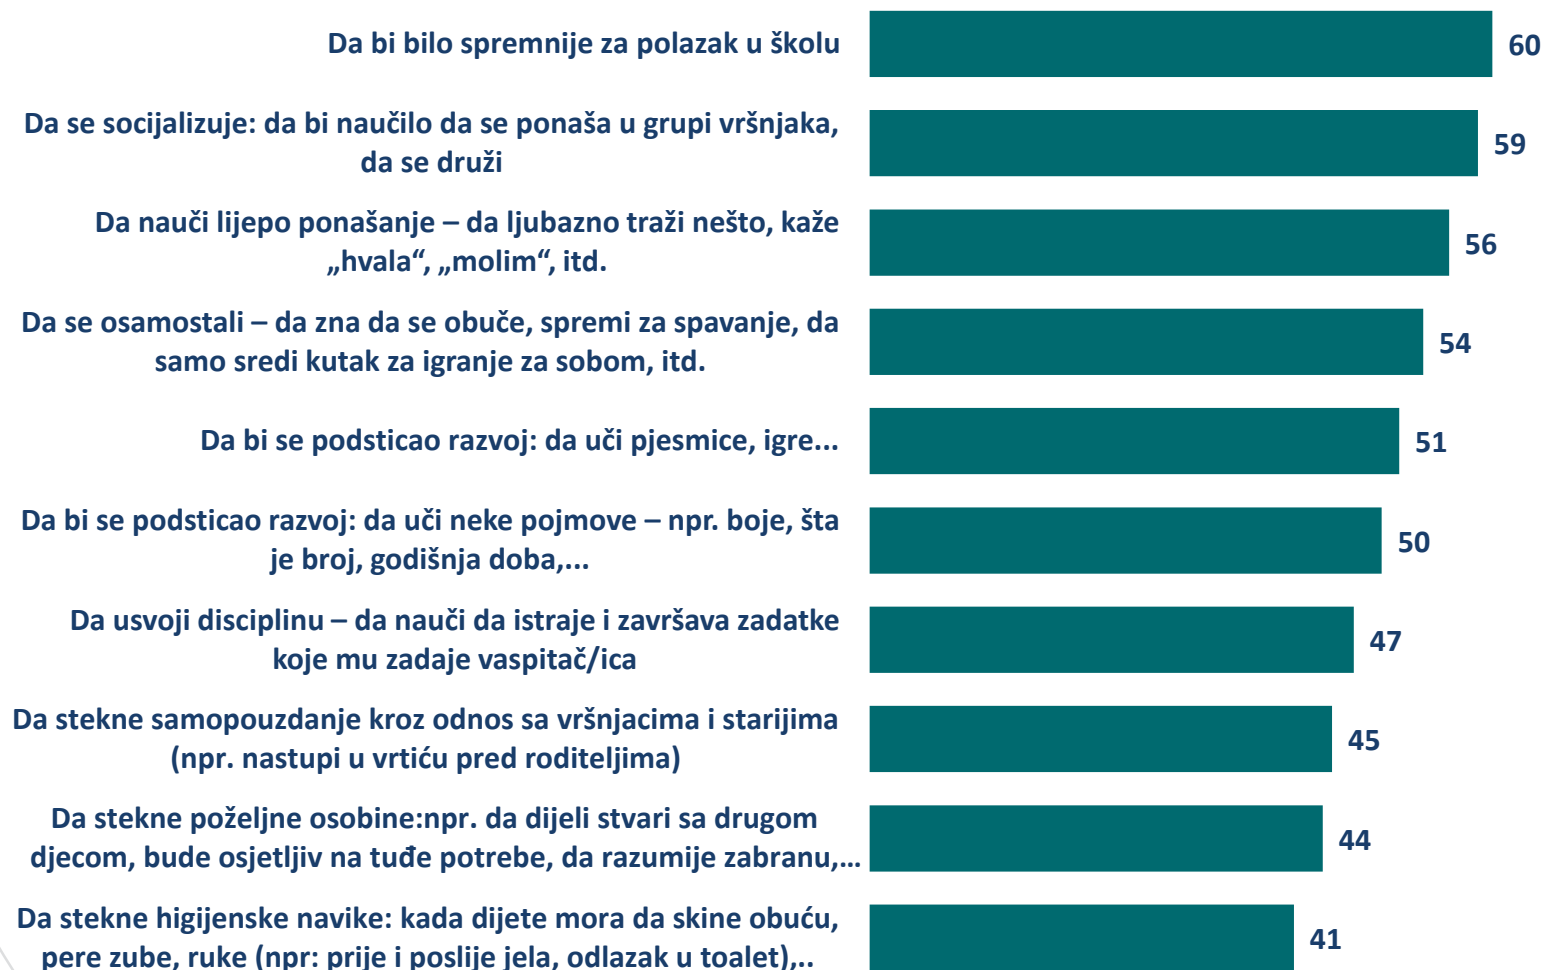 Da bi bilo spremnije za polazak u školu
60
Da se socijalizuje: da bi naučilo da se ponaša u grupi vršnjaka,
da se druži
59
Da nauči lijepo ponašanje – da ljubazno traži nešto, kaže
„hvala“, „molim“, itd.
56
Da se osamostali – da zna da se obuče, spremi za spavanje, da
samo sredi kutak za igranje za sobom, itd.
54
Da bi se podsticao razvoj: da uči pjesmice, igre...
51
Da bi se podsticao razvoj: da uči neke pojmove – npr. boje, šta
je broj, godišnja doba,...
50
Da usvoji disciplinu – da nauči da istraje i završava zadatke
koje mu zadaje vaspitač/ica
47
Da stekne samopouzdanje kroz odnos sa vršnjacima i starijima
(npr. nastupi u vrtiću pred roditeljima)
45
Da stekne poželjne osobine:npr. da dijeli stvari sa drugom
djecom, bude osjetljiv na tuđe potrebe, da razumije zabranu,…
44
Da stekne higijenske navike: kada dijete mora da skine obuću,
pere zube, ruke (npr: prije i poslije jela, odlazak u toalet),..
41